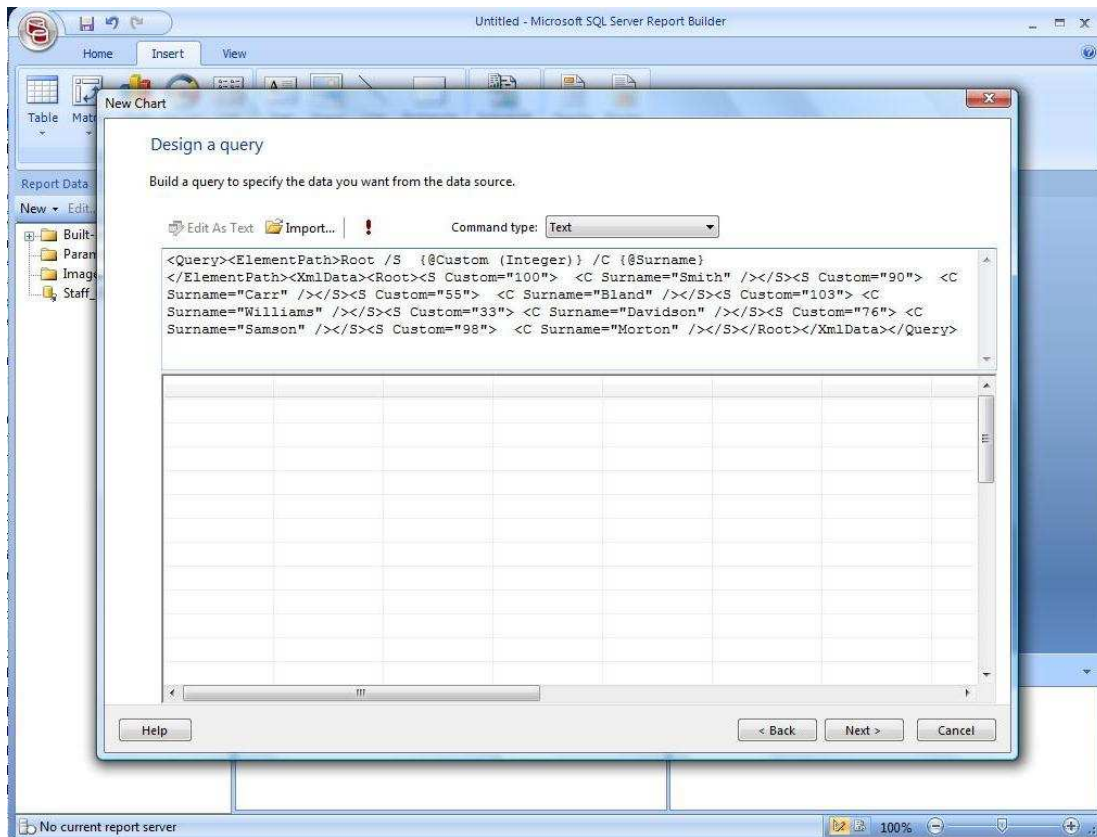 Untitled - Microsoft SQL Server Report Builder
Home Insert View
Table
New Chart
Design a query
Build a query to specify the data you want from the data source.
Report Data
New Edit..
Edit As Text Import... ! Command type: Text
<Query><ElementPath>Root /S  {@Custom (Integer)} /C {@Surname}
</ElementPath><XmlData><Root><S Custom="100">  <C Surname="Smith" /></S><S Custom="90">  <C
Surname="Carr" /></S><S Custom="55">  <C Surname="Bland" /></S><S Custom="103"> <C
Surname="Williams" /></S><S Custom="33"> <C Surname="Davidson" /></S><S Custom="76"> <C
Surname="Samson" /></S><S Custom="98">  <C Surname="Morton" /></S></Root></XmlData></Query>
Built-
Param
Image
Staff_
Help < Back Next > Cancel
No current report server 100%